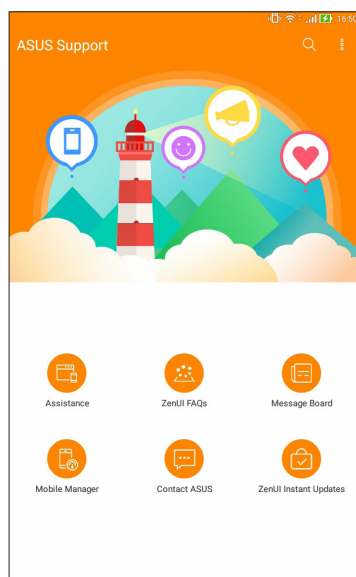 16:50
ASUS Support
Assistance
ZenUI FAQs
Message Board
Mobile Manager
Contact ASUS
ZenUI Instant Updates